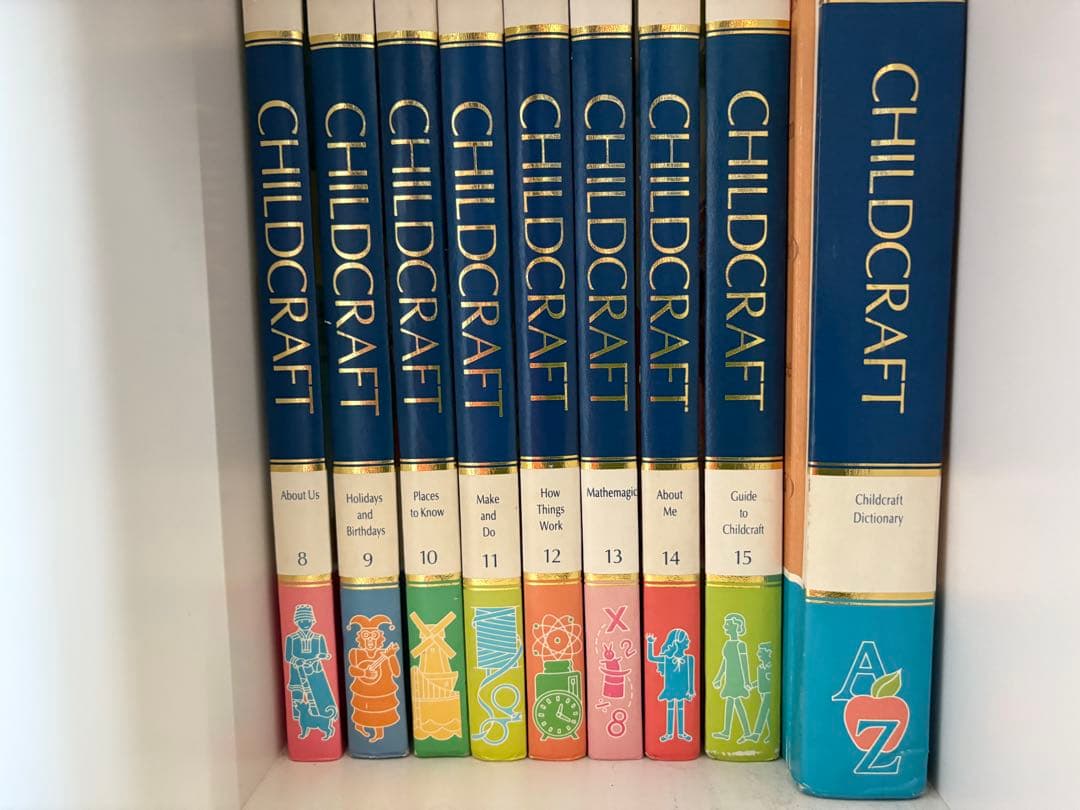 CHILDCRAFT
About Us
8
CHILDCRAFT
Holidays
and
Birthdays
9
CHILDCRAFT
Places
to Know
10
CHILDCRAFT
Make
and
Do
11
CHILDCRAFT
How
Things
Work
12
CHILDCRAFT
Mathemagic
13
X
2
÷8
CHILDCRAFT
About
Me
14
CHILDCRAFT
Guide
to
Childcraft
15
CHILDCRAFT
Childcraft
Dictionary
A
Z